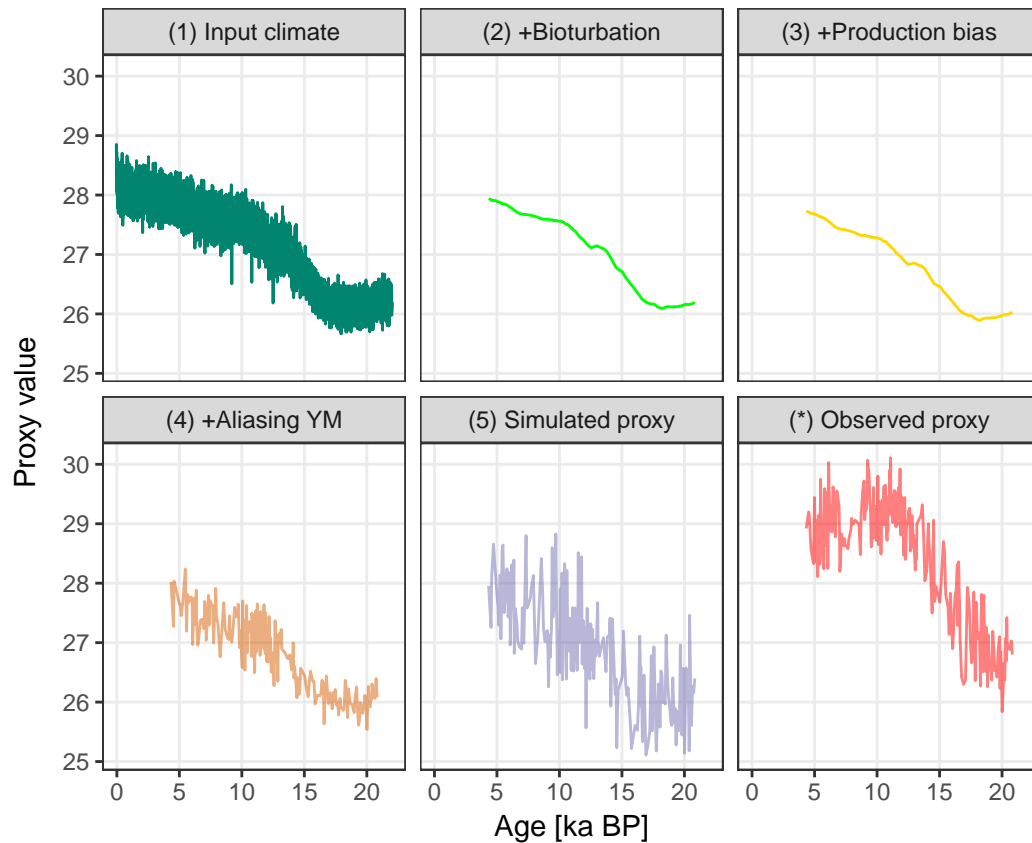 (1) Input climate
(2) +Bioturbation
(3) +Production bias
30
29
28
27
26
25
Proxy value
(4) +Aliasing YM
(5) Simulated proxy
(*) Observed proxy
30
29
28
27
26
25
0 5 10 15 20
0 5 10 15 20
0 5 10 15 20
Age [ka BP]